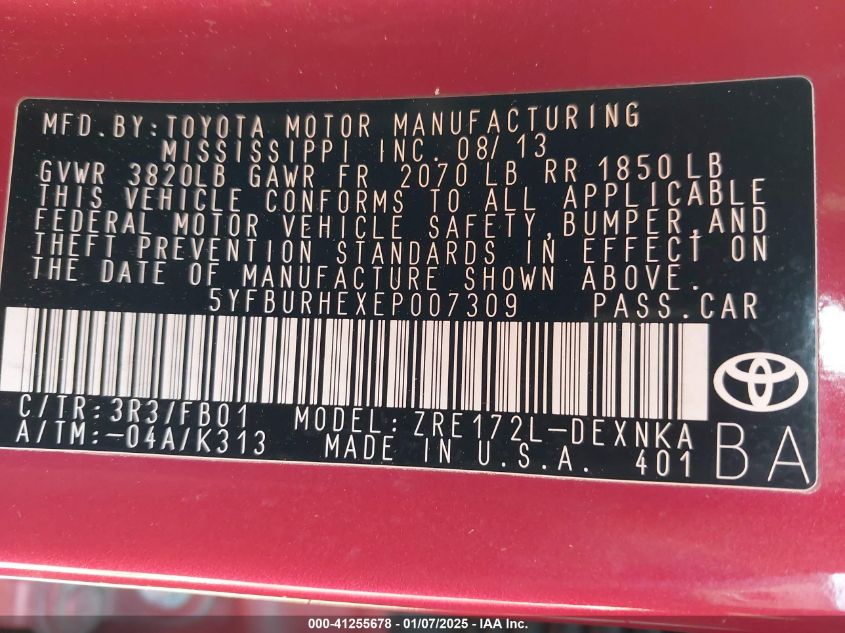 MFD. BY: TOYOTA MOTOR MANUFACTURING
MISSISSIPPI INC. 08/13
GVWR 3820LB GAWR FR 2070 LB RR 1850 LB
THIS VEHICLE CONFORMS TO ALL APPLICABLE
FEDERAL MOTOR VEHICLE SAFETY, BUMPER, AND
THEFT PREVENTION STANDARDS IN EFFECT ON
THE DATE OF MANUFACTURE SHOWN ABOVE.
5YFBURHEXEP007309 PASS. CAR
C/TR: 3R3/FB01 MODEL: ZRE172L-DEXNKA
A/TM: -04A/K313 MADE IN U.S.A. 401 BA
000-41255678 - 01/07/2025 - IAA, Inc.